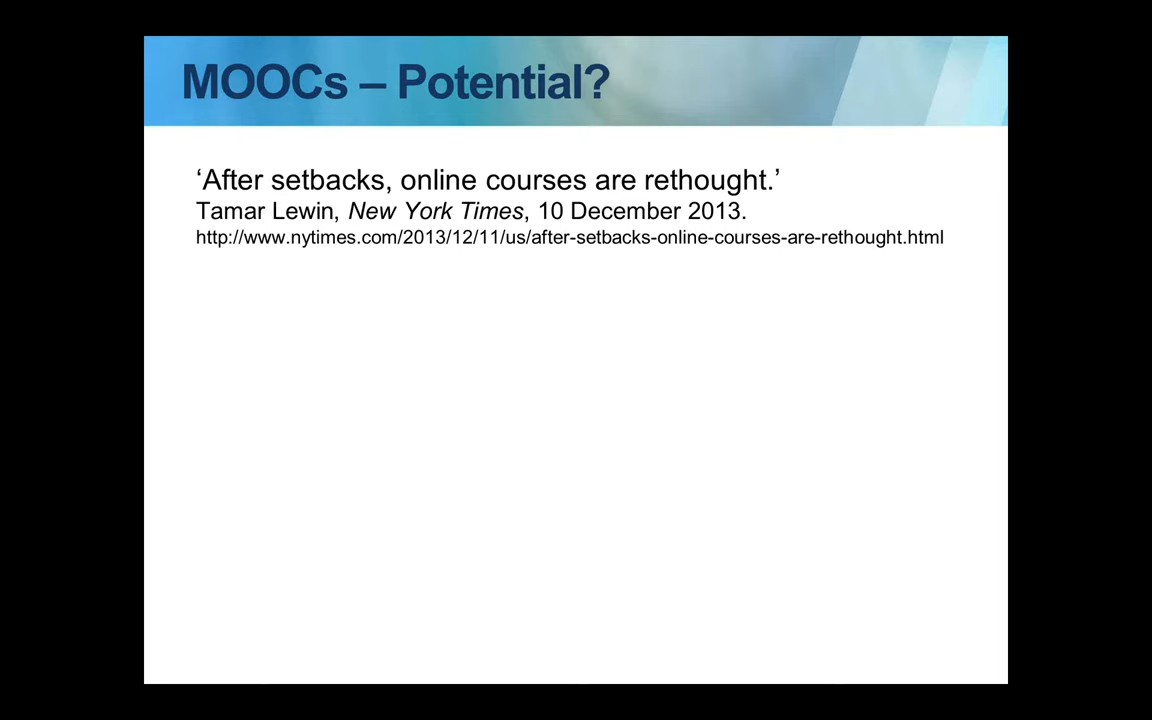 MOOCs – Potential?
‘After setbacks, online courses are rethought.’
Tamar Lewin, New York Times, 10 December 2013.
http://www.nytimes.com/2013/12/11/us/after-setbacks-online-courses-are-rethought.html